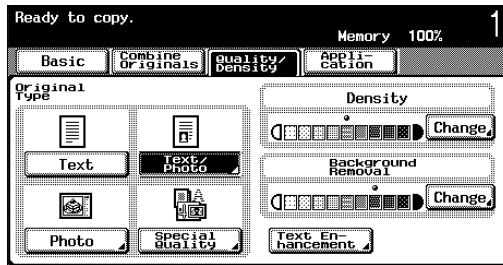 Ready to copy.
1
Memory 100%
Basic
Combine
Originals
Quality/
Density
Appli-
cation
Original
Type
Text
Text/
Photo
Photo
Special
Quality
Density
Change
Background
Removal
Change
Text En-
hancement